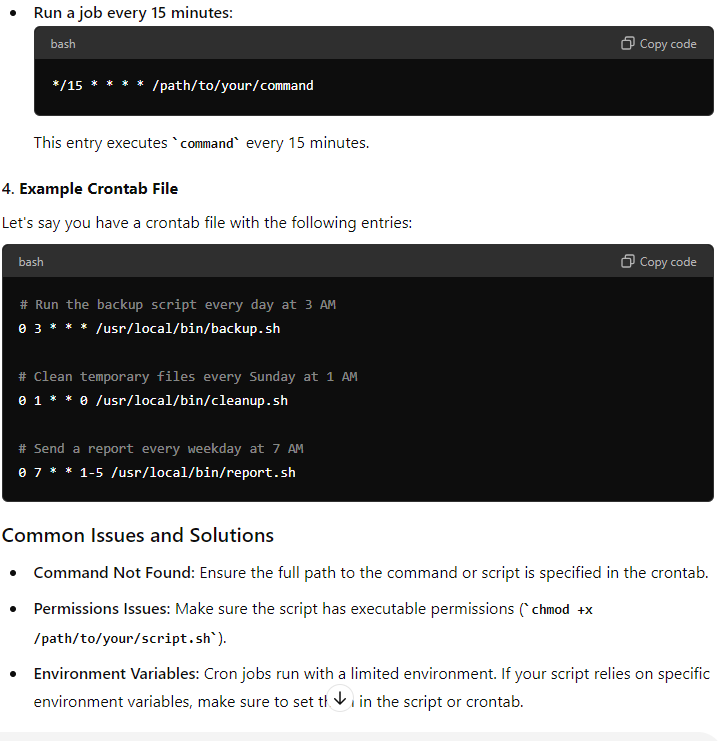 • Run a job every 15 minutes:
bash Copy code
*/15 * * * * /path/to/your/command
This entry executes `command` every 15 minutes.
4. Example Crontab File
Let's say you have a crontab file with the following entries:
bash Copy code
# Run the backup script every day at 3 AM
0 3 * * * /usr/local/bin/backup.sh
# Clean temporary files every Sunday at 1 AM
0 1 * * 0 /usr/local/bin/cleanup.sh
# Send a report every weekday at 7 AM
0 7 * * 1-5 /usr/local/bin/report.sh
Common Issues and Solutions
• Command Not Found: Ensure the full path to the command or script is specified in the crontab.
• Permissions Issues: Make sure the script has executable permissions (`chmod +x
/path/to/your/script.sh`).
• Environment Variables: Cron jobs run with a limited environment. If your script relies on specific
environment variables, make sure to set in the script or crontab.